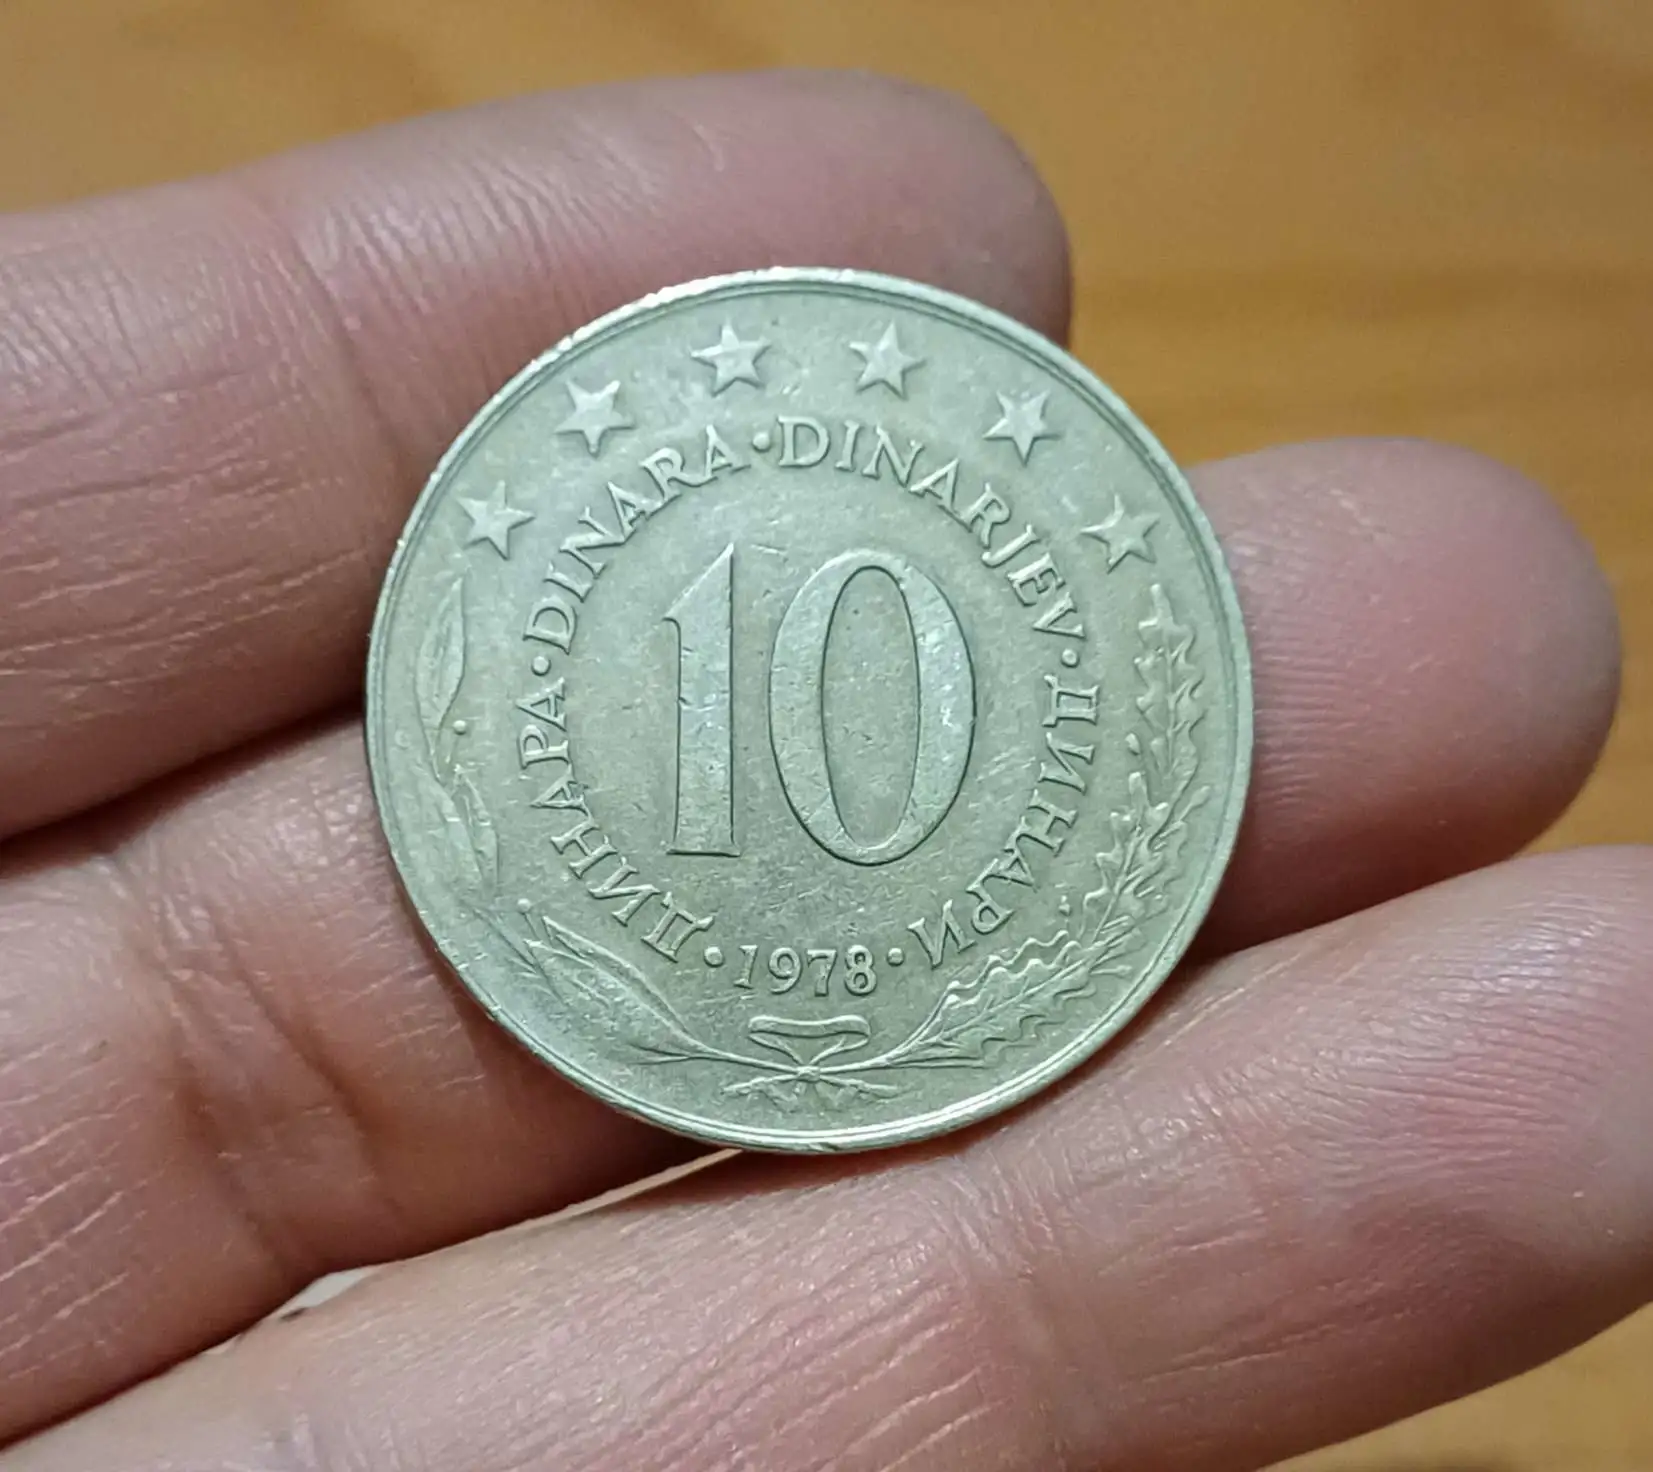 ДИНАРА · DINARA · DINARJEV · ДИНАРИ
10
· 1978 ·